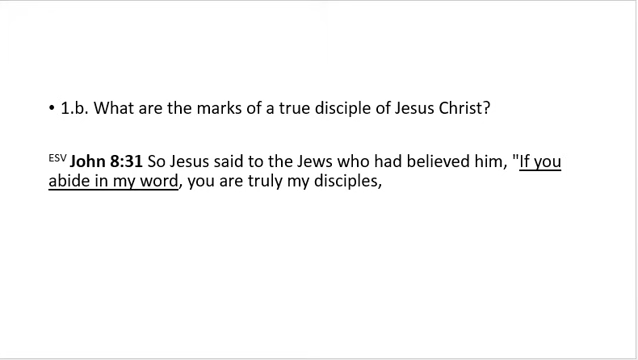 • 1.b. What are the marks of a true disciple of Jesus Christ?
ESV John 8:31 So Jesus said to the Jews who had believed him, "If you
abide in my word, you are truly my disciples,